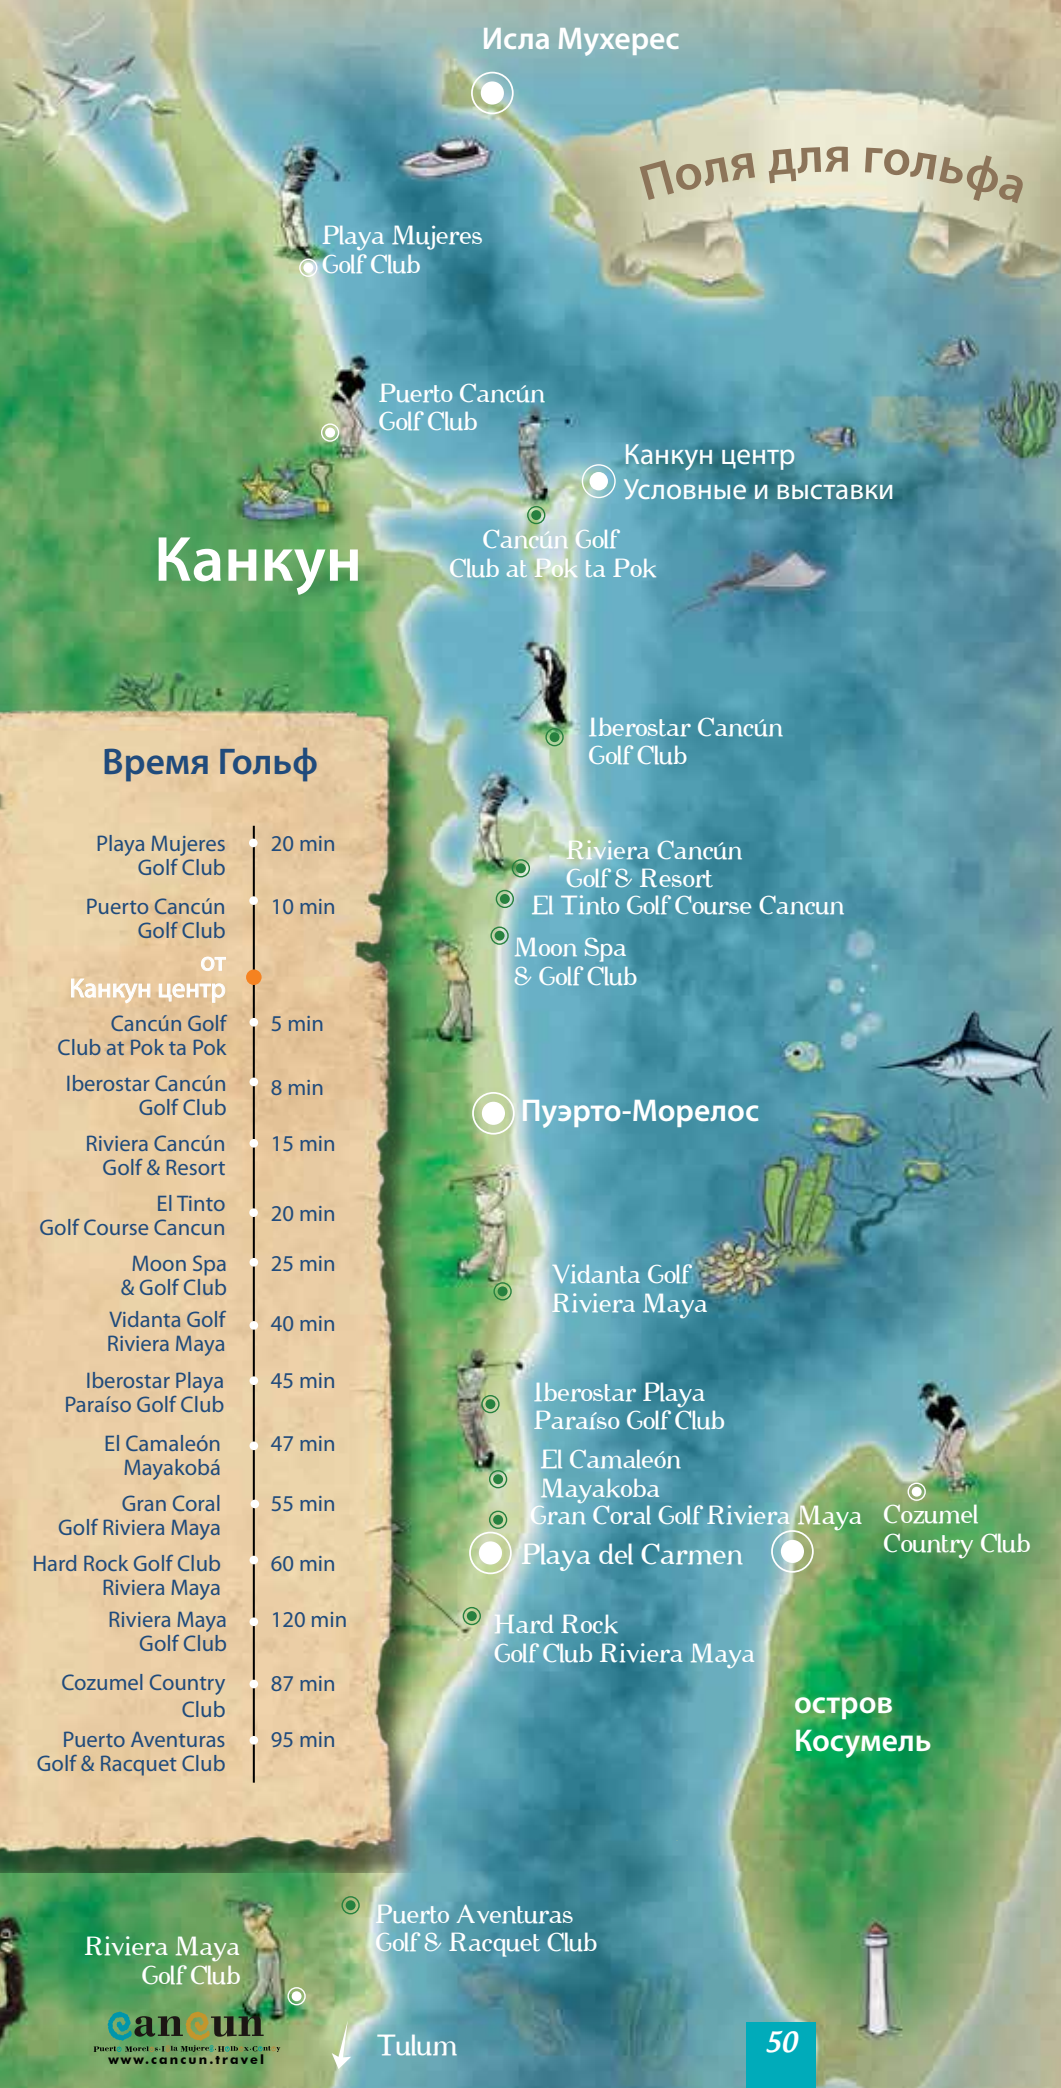 Исла Мухерес
Поля для гольфа
Playa Mujeres
Golf Club
Puerto Cancún
Golf Club
Канкун центр
Условные и выставки
Cancún Golf
Club at Pok ta Pok
Канкун
Iberostar Cancún
Golf Club
Riviera Cancún
Golf & Resort
El Tinto Golf Course Cancun
Moon Spa
& Golf Club
Пуэрто-Морелос
Vidanta Golf
Riviera Maya
Iberostar Playa
Paraíso Golf Club
El Camaleón
Mayakoba
Gran Coral Golf Riviera Maya
Cozumel
Country Club
Playa del Carmen
Hard Rock
Golf Club Riviera Maya
остров
Косумель
Время Гольф
Playa Mujeres 20 min
Golf Club
Puerto Cancún 10 min
Golf Club
от
Канкун центр
Cancún Golf 5 min
Club at Pok ta Pok
Iberostar Cancún 8 min
Golf Club
Riviera Cancún 15 min
Golf & Resort
El Tinto 20 min
Golf Course Cancun
Moon Spa 25 min
& Golf Club
Vidanta Golf 40 min
Riviera Maya
Iberostar Playa 45 min
Paraíso Golf Club
El Camaleón 47 min
Mayakobá
Gran Coral 55 min
Golf Riviera Maya
Hard Rock Golf Club 60 min
Riviera Maya
Riviera Maya 120 min
Golf Club
Cozumel Country 87 min
Club
Puerto Aventuras 95 min
Golf & Racquet Club
Puerto Aventuras
Golf & Racquet Club
Riviera Maya
Golf Club
cancun
www.cancun.travel
Tulum
50